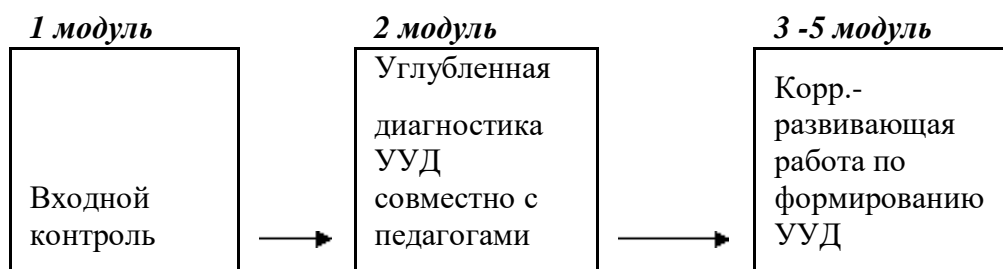 1 модуль
Входной
контроль
2 модуль
Углубленная
диагностика
УУД
совместно с
педагогами
3 -5 модуль
Корр.-
развивающая
работа по
формированию
УУД